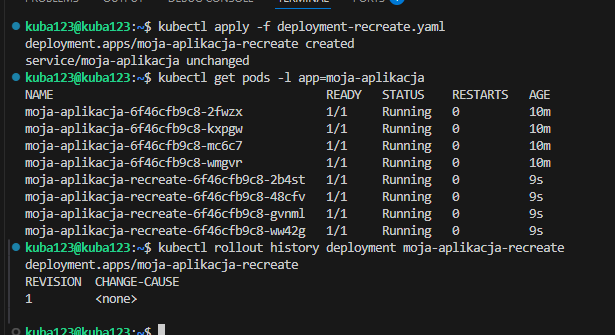 PROBLEMS OUTPUT DEBUG CONSOLE TERMINAL PORTS
kuba123@kuba123:~$ kubectl apply -f deployment-recreate.yaml
deployment.apps/moja-aplikacja-recreate created
service/moja-aplikacja unchanged
kuba123@kuba123:~$ kubectl get pods -l app=moja-aplikacja
NAME READY STATUS RESTARTS AGE
moja-aplikacja-6f46cfb9c8-2fwzx 1/1 Running 0 10m
moja-aplikacja-6f46cfb9c8-kxpgw 1/1 Running 0 10m
moja-aplikacja-6f46cfb9c8-mc6c7 1/1 Running 0 10m
moja-aplikacja-6f46cfb9c8-wmgvr 1/1 Running 0 10m
moja-aplikacja-recreate-6f46cfb9c8-2b4st 1/1 Running 0 9s
moja-aplikacja-recreate-6f46cfb9c8-48cfv 1/1 Running 0 9s
moja-aplikacja-recreate-6f46cfb9c8-gvnml 1/1 Running 0 9s
moja-aplikacja-recreate-6f46cfb9c8-ww42g 1/1 Running 0 9s
kuba123@kuba123:~$ kubectl rollout history deployment moja-aplikacja-recreate
deployment.apps/moja-aplikacja-recreate
REVISION CHANGE-CAUSE
1 <none>
kuba123@kuba123:~$